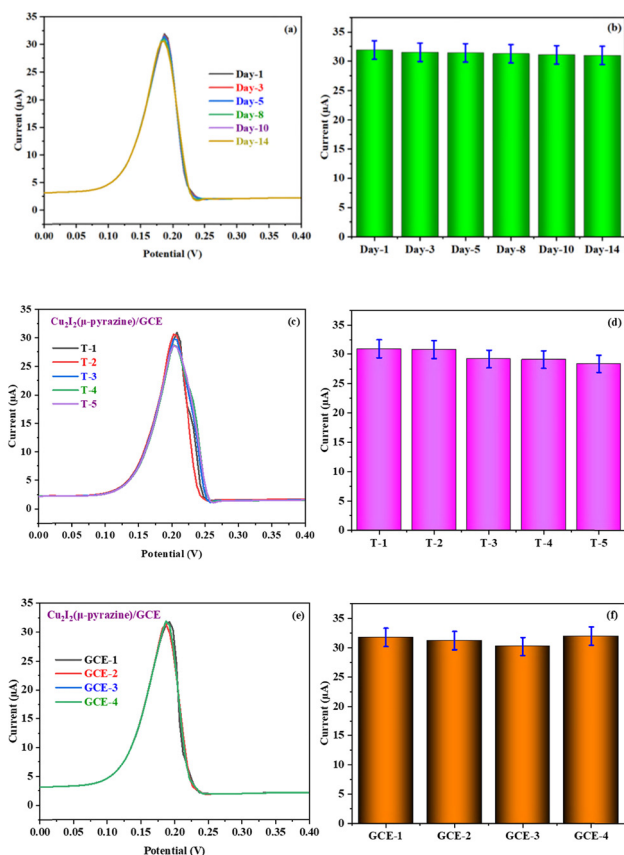 (a)
35
30
25
20
15
10
5
0
Current (µA)
Day-1
Day-3
Day-5
Day-8
Day-10
Day-14
0.00 0.05 0.10 0.15 0.20 0.25 0.30 0.35 0.40
Potential (V)
(b)
35
30
25
20
15
10
5
0
Current (µA)
Day-1 Day-3 Day-5 Day-8 Day-10 Day-14
Cu₂I₂(µ-pyrazine)/GCE (c)
35
30
25
20
15
10
5
0
Current (µA)
T-1
T-2
T-3
T-4
T-5
0.00 0.05 0.10 0.15 0.20 0.25 0.30 0.35 0.40
Potential (V)
(d)
35
30
25
20
15
10
5
0
Current (µA)
T-1 T-2 T-3 T-4 T-5
Cu₂I₂(µ-pyrazine)/GCE (e)
35
30
25
20
15
10
5
0
Current (µA)
GCE-1
GCE-2
GCE-3
GCE-4
0.00 0.05 0.10 0.15 0.20 0.25 0.30 0.35 0.40
Potential (V)
(f)
35
30
25
20
15
10
5
0
Current (µA)
GCE-1 GCE-2 GCE-3 GCE-4